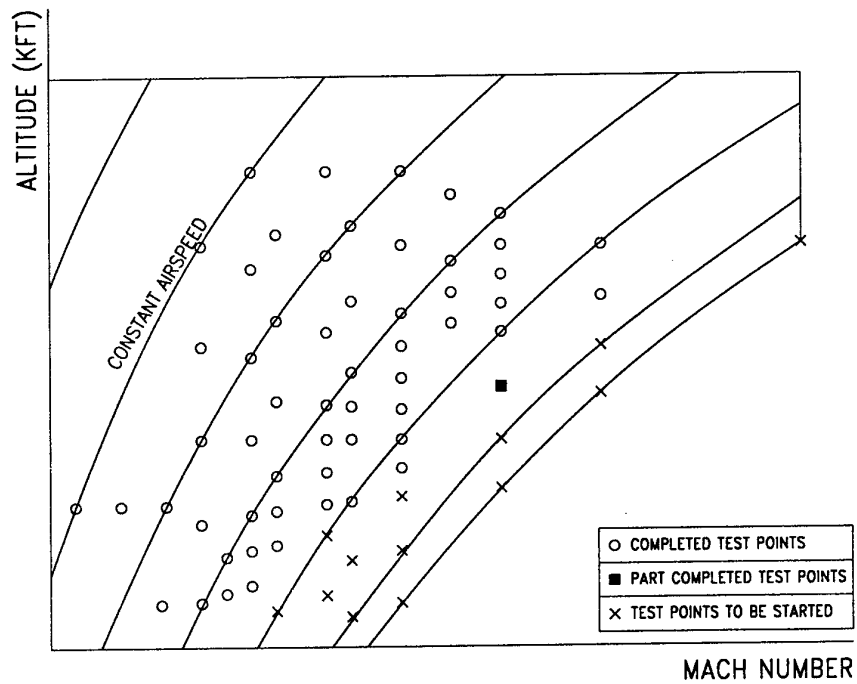 ALTITUDE (KFT)
CONSTANT AIRSPEED
COMPLETED TEST POINTS
PART COMPLETED TEST POINTS
TEST POINTS TO BE STARTED
MACH NUMBER